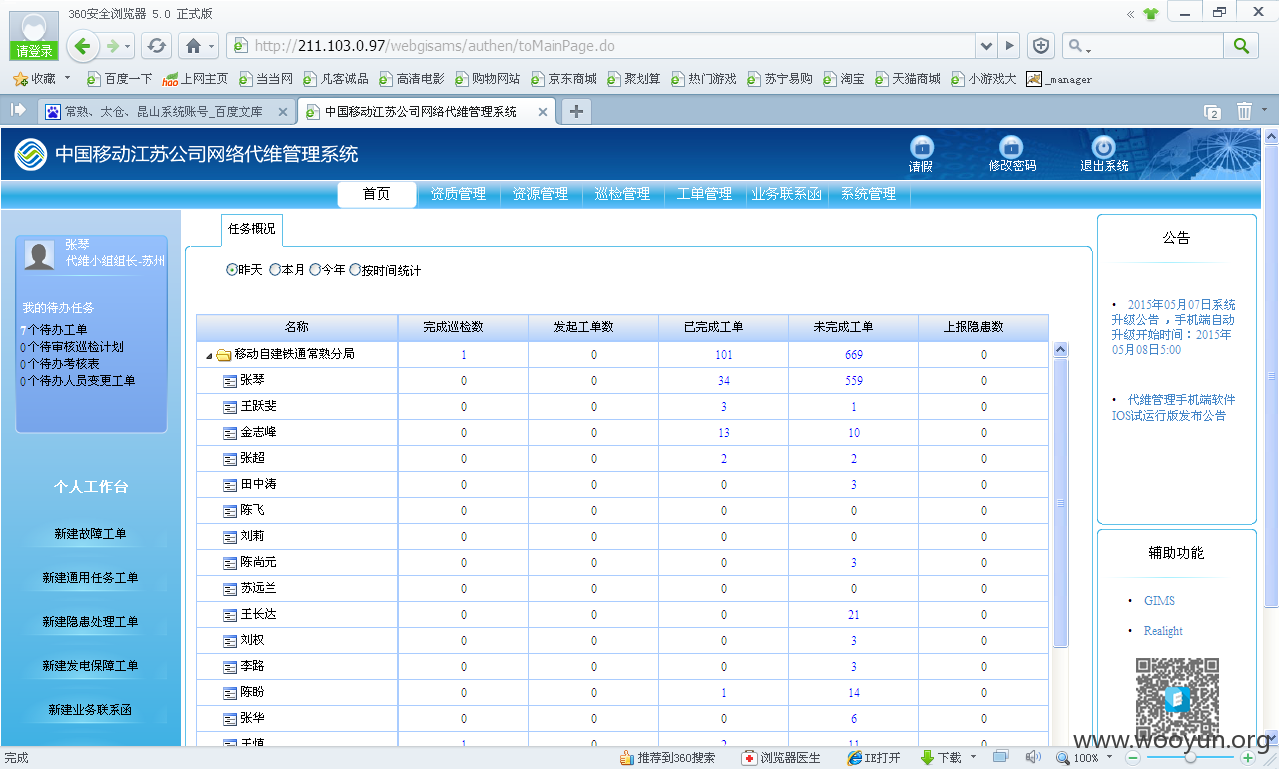 360安全浏览器 5.0 正式版
请登录
http://211.103.0.97/webgisams/authen/toMainPage.do
收藏 百度一下 上网主页 当当网 凡客诚品 高清电影 购物网站 京东商城 聚划算 热门游戏 苏宁易购 淘宝 天猫商城 小游戏大 _manager
常熟、太仓、昆山系统账号_百度文库 中国移动江苏公司网络代维管理系统 2
中国移动江苏公司网络代维管理系统 请假 修改密码 退出系统
首页 资质管理 资源管理 巡检管理 工单管理 业务联系函 系统管理
张琴
代维小组组长-苏州
我的待办任务
7个待办工单
0个待审核巡检计划
0个待办考核表
0个待办人员变更工单
个人工作台
新建故障工单
新建通用任务工单
新建隐患处理工单
新建发电保障工单
新建业务联系函
任务概况
昨天 本月 今年 按时间统计
名称 完成巡检数 发起工单数 已完成工单 未完成工单 上报隐患数
移动自建铁通常熟分局 1 0 101 669 0
张琴 0 0 34 559 0
王跃斐 0 0 3 1 0
金志峰 0 0 13 10 0
张超 0 0 2 2 0
田中涛 0 0 0 3 0
陈飞 0 0 0 0 0
刘莉 0 0 0 0 0
陈尚元 0 0 0 3 0
苏远兰 0 0 0 0 0
王长达 0 0 0 21 0
刘权 0 0 0 3 0
李路 0 0 0 3 0
陈盼 0 0 1 14 0
张华 0 0 0 6 0
王慎 1 0 2 11 0
公告
• 2015年05月07日系统升级公告，手机端自动升级开始时间：2015年05月08日5:00
• 代维管理手机端软件IOS试运行版发布公告
辅助功能
• GIMS
• Realight
www.wooyun.org
完成 推荐到360搜索 浏览器医生 IE打开 下载 100%